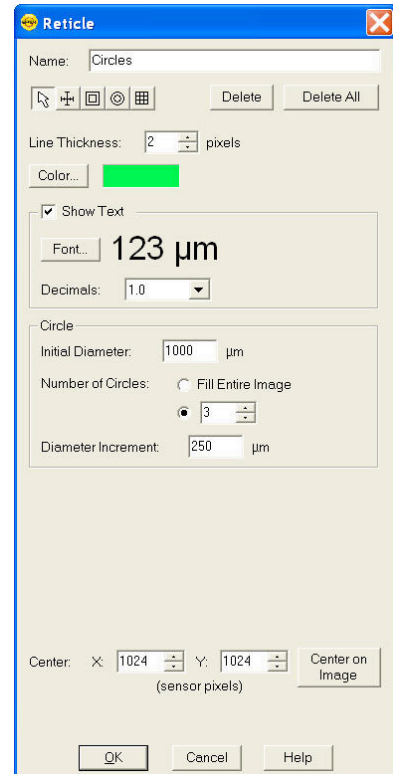 Reticle
Name: Circles
Delete Delete All
Line Thickness: 2 pixels
Color...
Show Text
Font... 123 µm
Decimals: 1.0
Circle
Initial Diameter: 1000 µm
Number of Circles: Fill Entire Image
3
Diameter Increment: 250 µm
Center: X: 1024 Y: 1024 Center on
Image
(sensor pixels)
OK Cancel Help